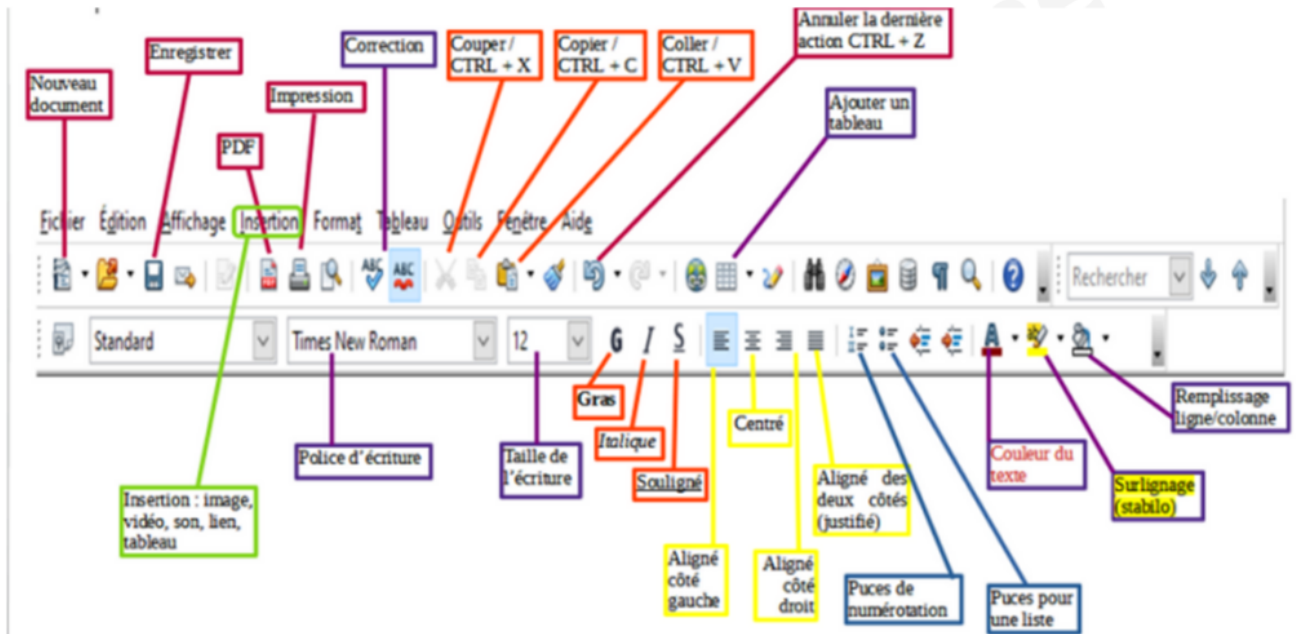 Annuler la dernière
action CTRL + Z
Enregistrer
Correction
Couper /
CTRL + X
Copier /
CTRL + C
Coller /
CTRL + V
Nouveau
document
Impression
Ajouter un
tableau
PDF
Fichier Édition Affichage Insertion Format Tableau Outils Fenêtre Aide
ABC
ABC
Rechercher
Standard
Times New Roman
12
G I S
A
Gras
Italique
Souligné
Centré
Remplissage
ligne/colonne
Police d'écriture
Taille de
l'écriture
Couleur du
texte
Aligné des
deux côtés
(justifié)
Surlignage
(stabilo)
Insertion : image,
vidéo, son, lien,
tableau
Aligné
côté
gauche
Aligné
côté
droit
Puces de
numérotation
Puces pour
une liste